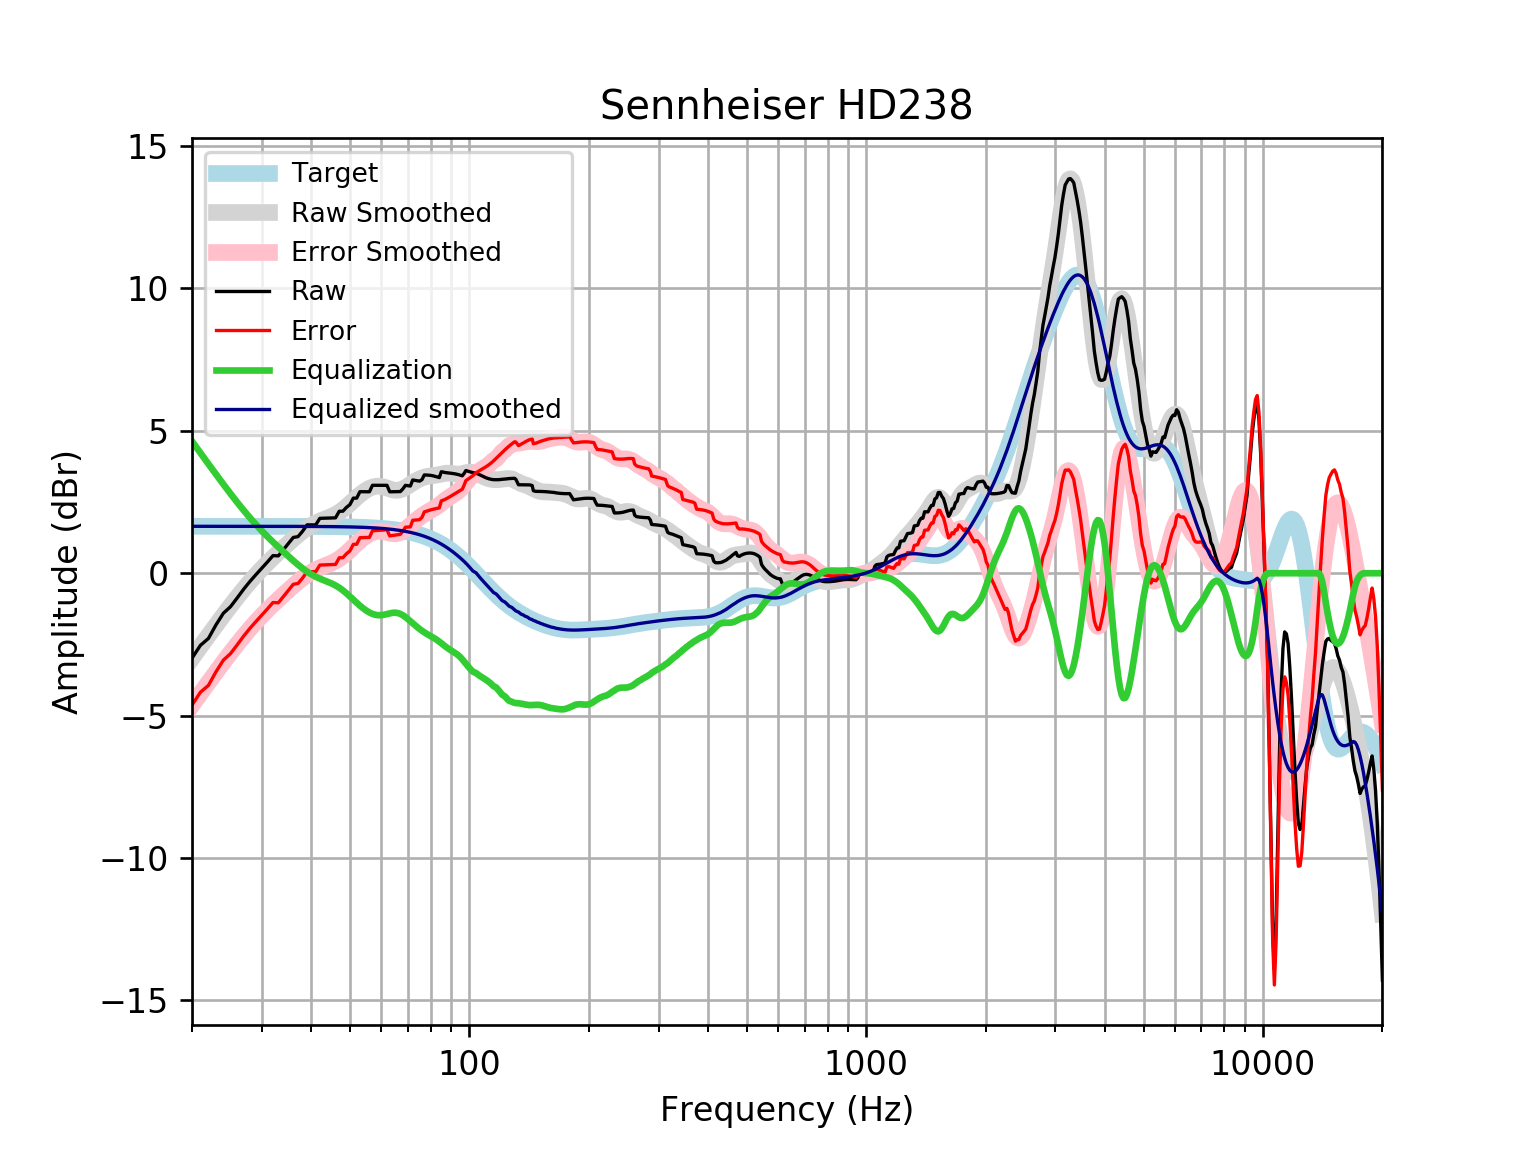 Sennheiser HD238
15
10
5
0
−5
−10
−15
Amplitude (dBr)
Target
Raw Smoothed
Error Smoothed
Raw
Error
Equalization
Equalized smoothed
100
1000
10000
Frequency (Hz)